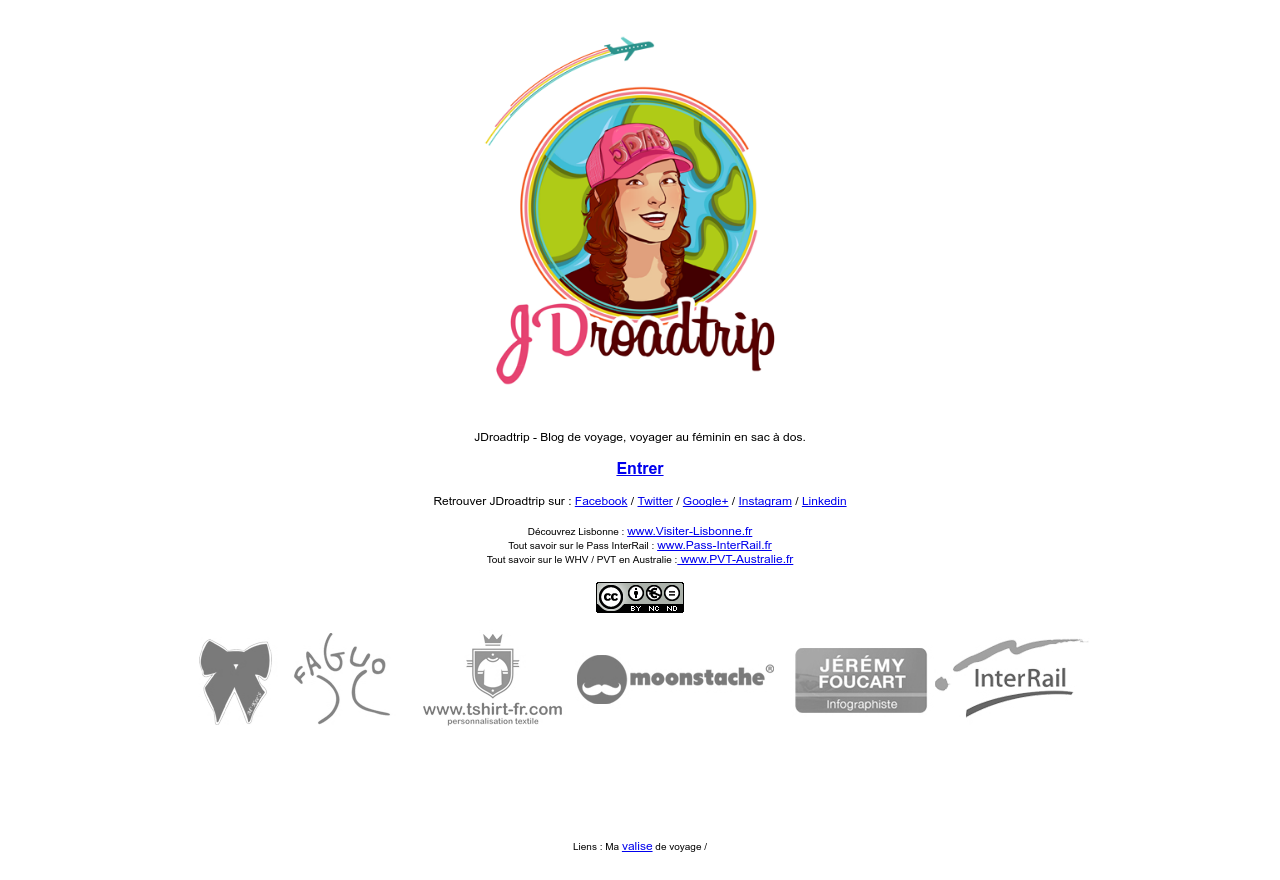 JDLAB
JDroadtrip
JDroadtrip - Blog de voyage, voyager au féminin en sac à dos.
Entrer
Retrouver JDroadtrip sur : Facebook / Twitter / Google+ / Instagram / Linkedin
Découvrez Lisbonne : www.Visiter-Lisbonne.fr
Tout savoir sur le Pass InterRail : www.Pass-InterRail.fr
Tout savoir sur le WHV / PVT en Australie : www.PVT-Australie.fr
cc BY NC ND
FAGUO
www.tshirt-fr.com
personnalisation textile
moonstache®
JÉRÉMY
FOUCART
Infographiste
InterRail
Liens : Ma valise de voyage /